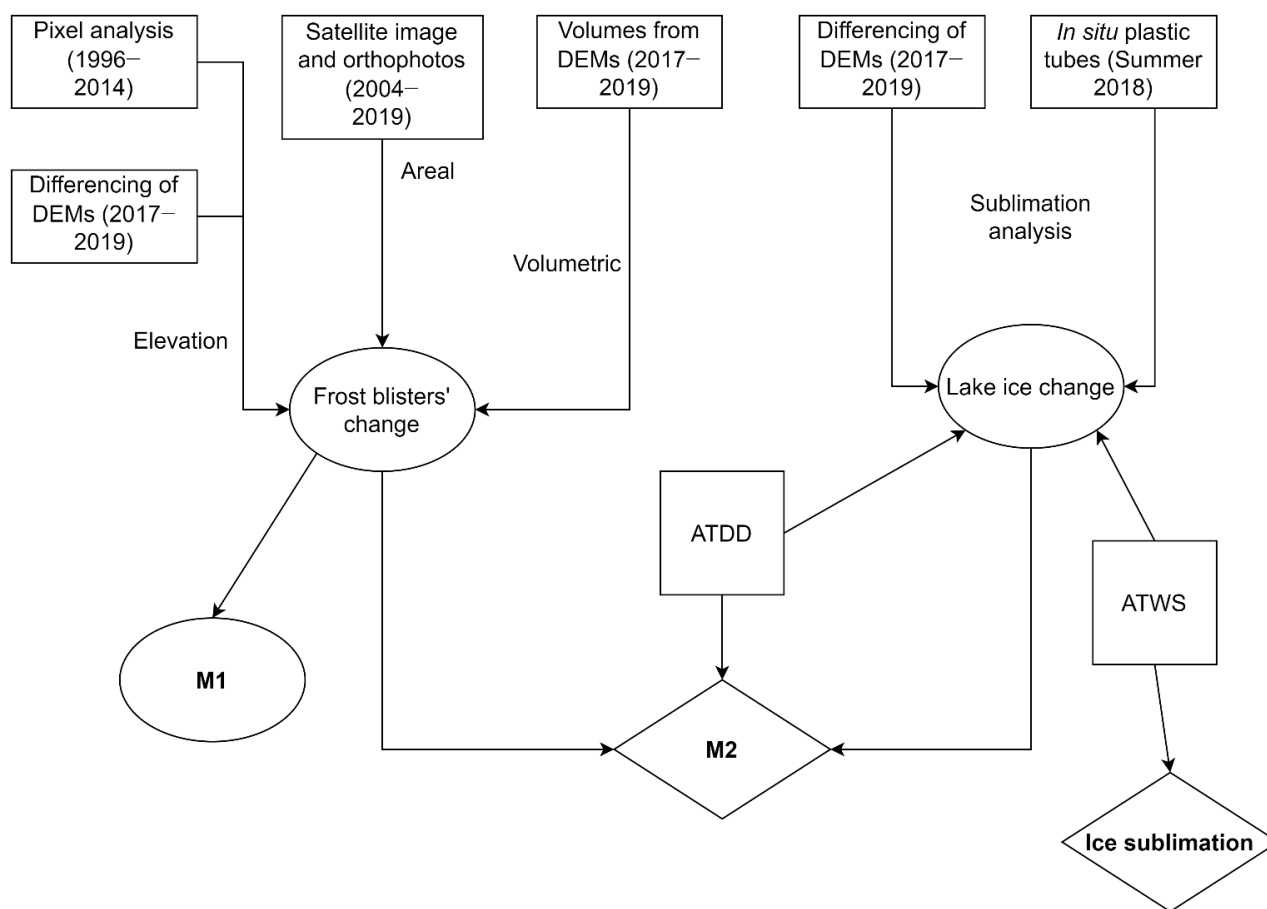 Pixel analysis
(1996–
2014)
Satellite image
and orthophotos
(2004–
2019)
Volumes from
DEMs (2017–
2019)
Differencing of
DEMs (2017–
2019)
In situ plastic
tubes (Summer
2018)
Differencing of
DEMs (2017–
2019)
Areal
Volumetric
Sublimation
analysis
Elevation
Frost blisters'
change
Lake ice change
ATDD
ATWS
M1
M2
Ice sublimation